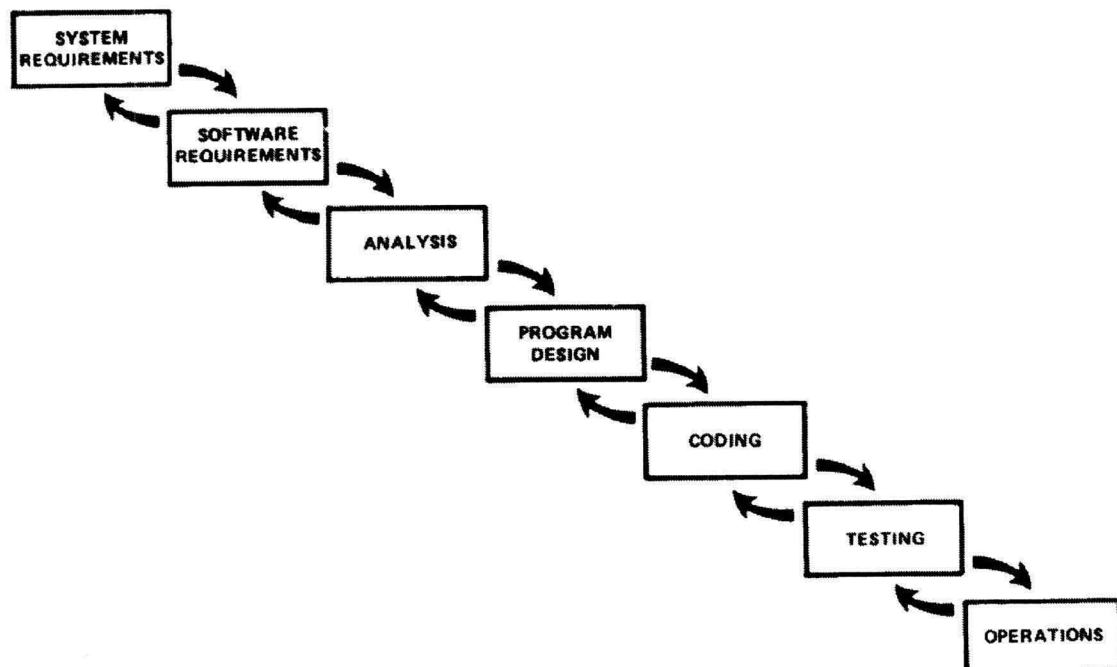 SYSTEM
REQUIREMENTS
SOFTWARE
REQUIREMENTS
ANALYSIS
PROGRAM
DESIGN
CODING
TESTING
OPERATIONS